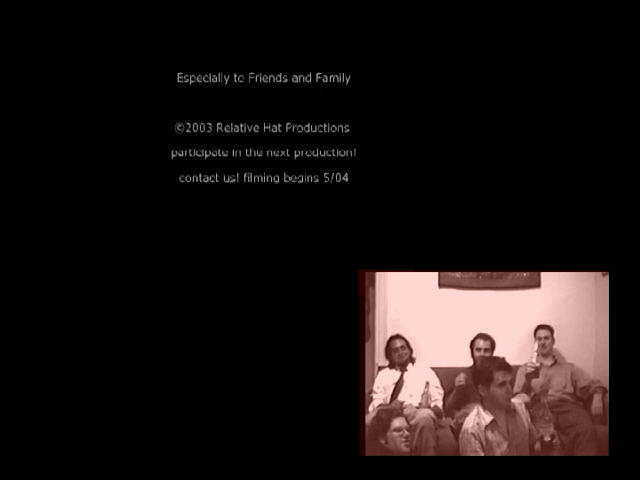 Especially to Friends and Family
©2003 Relative Hat Productions
participate in the next production!
contact us! filming begins 5/04